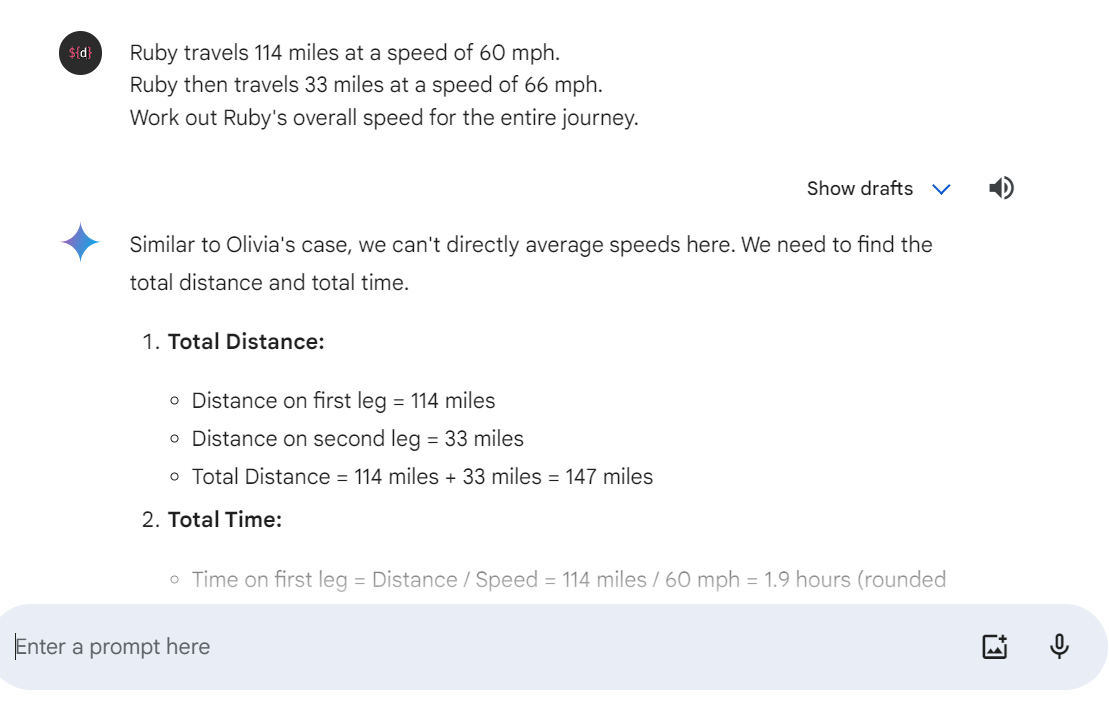 ${d}
Ruby travels 114 miles at a speed of 60 mph.
Ruby then travels 33 miles at a speed of 66 mph.
Work out Ruby's overall speed for the entire journey.
Show drafts
Similar to Olivia's case, we can't directly average speeds here. We need to find the
total distance and total time.
1. Total Distance:
◦ Distance on first leg = 114 miles
◦ Distance on second leg = 33 miles
◦ Total Distance = 114 miles + 33 miles = 147 miles
2. Total Time:
◦ Time on first leg = Distance / Speed = 114 miles / 60 mph = 1.9 hours (rounded
Enter a prompt here